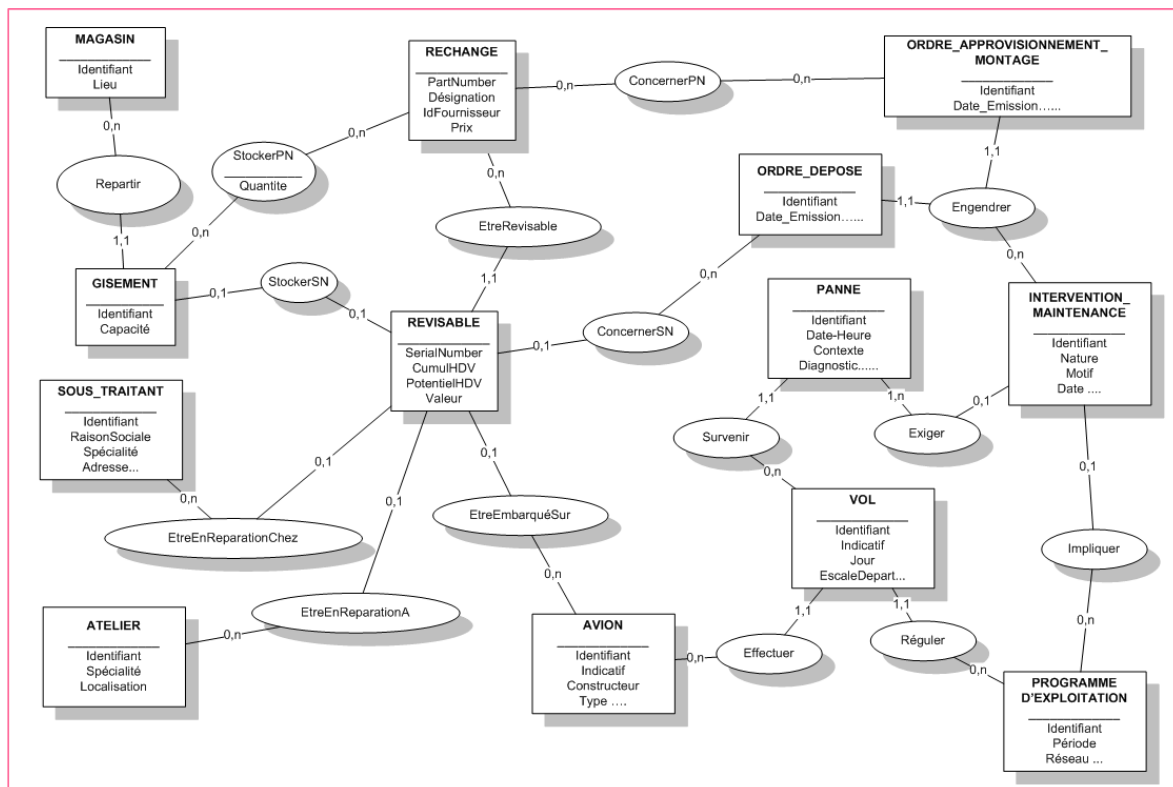 MAGASIN
Identifiant
Lieu
0,n
Repartir
1,1
GISEMENT
Identifiant
Capacité
RECHANGE
PartNumber
Désignation
IdFournisseur
Prix
0,n
StockerPN
Quantite
0,n
0,n
ConcernerPN
0,n
ORDRE_APPROVISIONNEMENT_
MONTAGE
Identifiant
Date_Emission…...
1,1
Engendrer
1,1
0,n
ORDRE_DEPOSE
Identifiant
Date_Emission…...
0,n
EtreRevisable
1,1
0,1
StockerSN
0,1
REVISABLE
SerialNumber
CumulHDV
PotentielHDV
Valeur
0,1
ConcernerSN
0,n
PANNE
Identifiant
Date-Heure
Contexte
Diagnostic......
INTERVENTION_
MAINTENANCE
Identifiant
Nature
Motif
Date ....
1,1
Survenir
0,n
1,n
Exiger
0,1
SOUS_TRAITANT
Identifiant
RaisonSociale
Spécialité
Adresse...
0,n
EtreEnReparationChez
0,1
0,1
EtreEnReparationA
0,n
0,1
EtreEmbarquéSur
0,n
VOL
Identifiant
Indicatif
Jour
EscaleDepart...
0,1
Impliquer
0,n
ATELIER
Identifiant
Spécialité
Localisation
AVION
Identifiant
Indicatif
Constructeur
Type ….
0,n
Effectuer
1,1
1,1
Réguler
0,n
PROGRAMME
D’EXPLOITATION
Identifiant
Période
Réseau ...